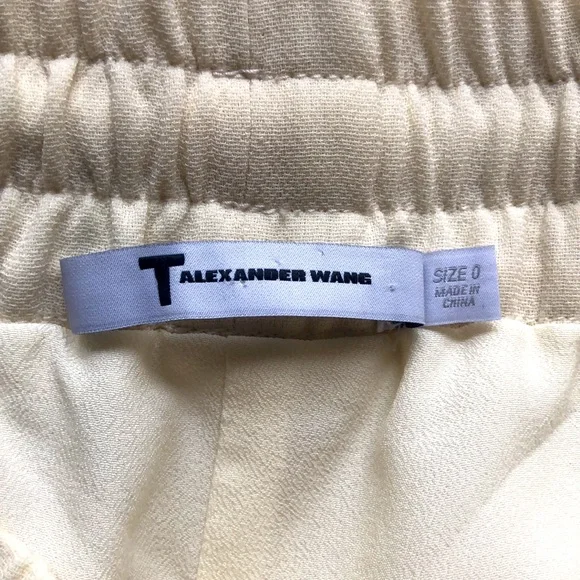 T ALEXANDER WANG
SIZE 0
MADE IN
CHINA